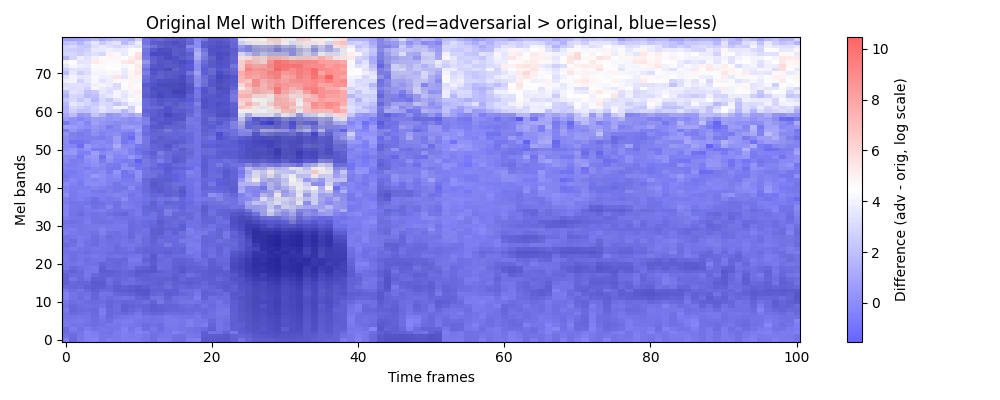 Original Mel with Differences (red=adversarial > original, blue=less)
Mel bands
70
60
50
40
30
20
10
0
0 20 40 60 80 100
Time frames
10
8
6
4
2
0
Difference (adv - orig, log scale)